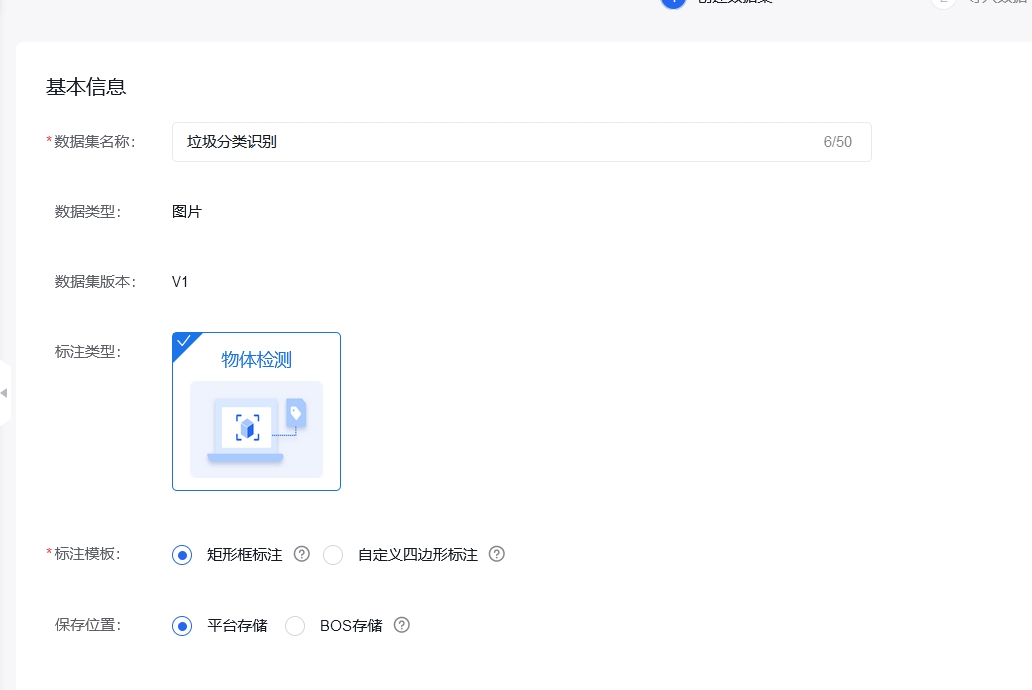 基本信息
*数据集名称: 垃圾分类识别 6/50
数据类型: 图片
数据集版本: V1
标注类型: 物体检测
*标注模板: 矩形框标注 ? 自定义四边形标注 ?
保存位置: 平台存储 BOS存储 ?